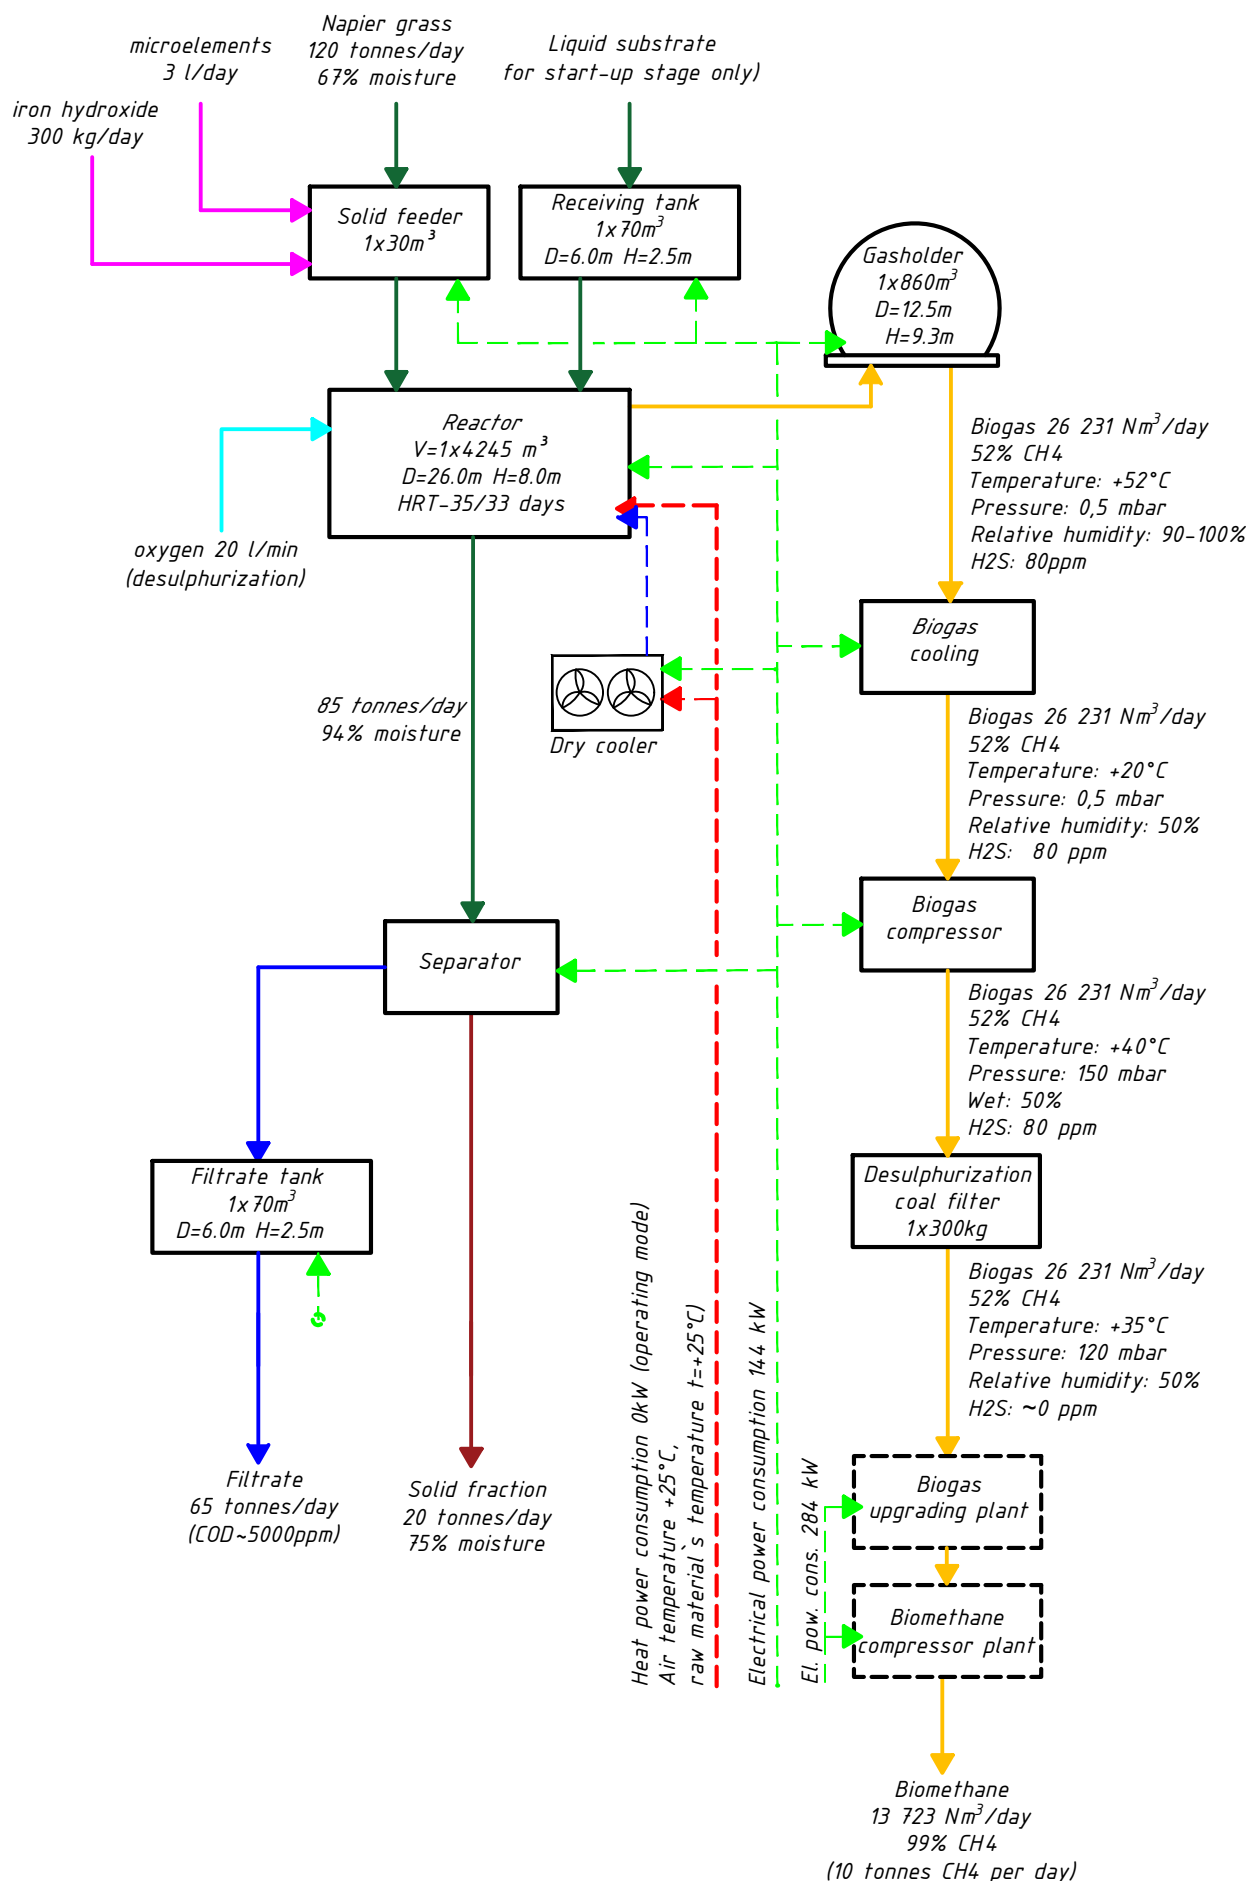 microelements
3 l/day
Napier grass
120 tonnes/day
67% moisture
Liquid substrate
for start-up stage only)
iron hydroxide
300 kg/day
Solid feeder
1x30m³
Receiving tank
1x70m³
D=6.0m H=2.5m
Gasholder
1x860m³
D=12.5m
H=9.3m
Reactor
V=1x4245 m³
D=26.0m H=8.0m
HRT-35/33 days
oxygen 20 l/min
(desulphurization)
Biogas 26 231 Nm³/day
52% CH4
Temperature: +52°C
Pressure: 0,5 mbar
Relative humidity: 90-100%
H2S: 80ppm
Biogas
cooling
85 tonnes/day
94% moisture
Dry cooler
Biogas 26 231 Nm³/day
52% CH4
Temperature: +20°C
Pressure: 0,5 mbar
Relative humidity: 50%
H2S: 80 ppm
Biogas
compressor
Separator
Biogas 26 231 Nm³/day
52% CH4
Temperature: +40°C
Pressure: 150 mbar
Wet: 50%
H2S: 80 ppm
Filtrate tank
1x70m³
D=6.0m H=2.5m
Desulphurization
coal filter
1x300kg
Biogas 26 231 Nm³/day
52% CH4
Temperature: +35°C
Pressure: 120 mbar
Relative humidity: 50%
H2S: ~0 ppm
Heat power consumption 0kW (operating mode)
Air temperature +25°C,
raw material`s temperature t=+25°C)
Electrical power consumption 144 kW
El. pow. cons. 284 kW
Filtrate
65 tonnes/day
(COD~5000ppm)
Solid fraction
20 tonnes/day
75% moisture
Biogas
upgrading plant
Biomethane
compressor plant
Biomethane
13 723 Nm³/day
99% CH4
(10 tonnes CH4 per day)